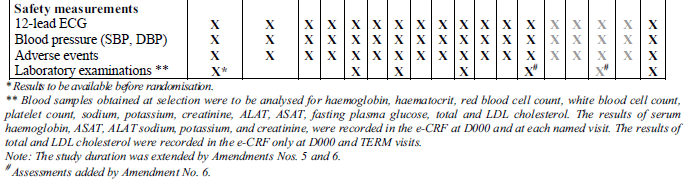 Safety measurements
12-lead ECG X X X X X X X X X X X X X X X X X X
Blood pressure (SBP, DBP) X X X X X X X X X X X X X X X X X X
Adverse events X X X X X X X X X X X X X X X X X X
Laboratory examinations ** X* X X X X# X# X
* Results to be available before randomisation.
** Blood samples obtained at selection were to be analysed for haemoglobin, haematocrit, red blood cell count, white blood cell count,
platelet count, sodium, potassium, creatinine, ALAT, ASAT, fasting plasma glucose, total and LDL cholesterol. The results of serum
haemoglobin, ASAT, ALAT sodium, potassium, and creatinine, were recorded in the e-CRF at D000 and at each named visit. The results of
total and LDL cholesterol were recorded in the e-CRF only at D000 and TERM visits.
Note: The study duration was extended by Amendments Nos. 5 and 6.
# Assessments added by Amendment No. 6.